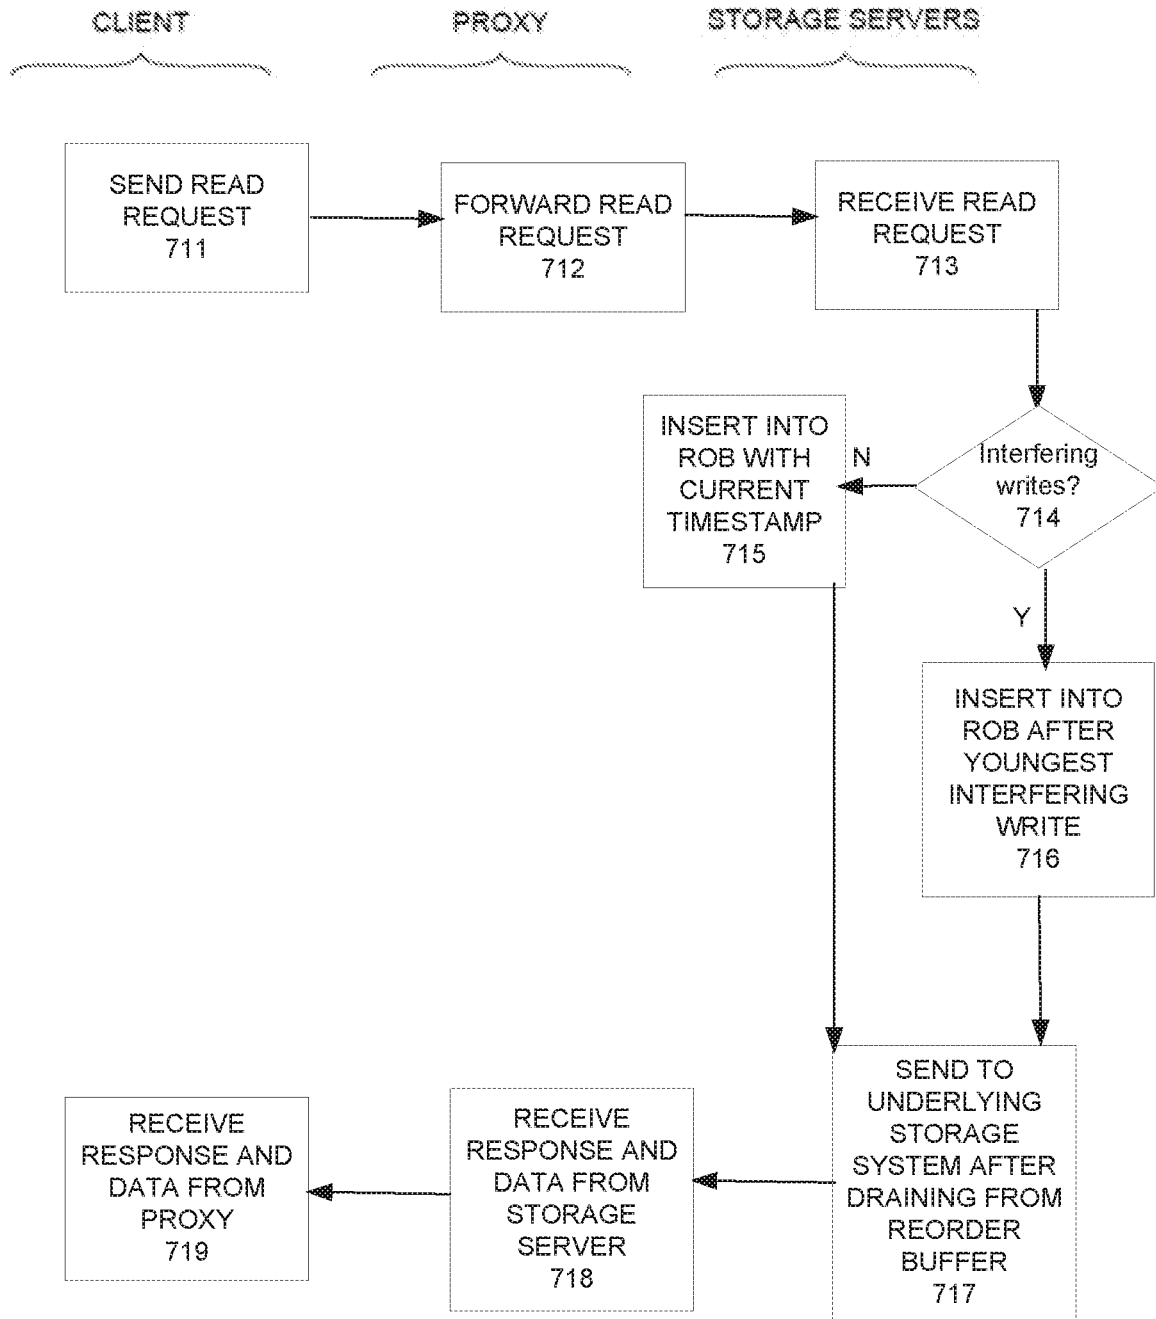 CLIENT
PROXY
STORAGE SERVERS
SEND READ
REQUEST
711
FORWARD READ
REQUEST
712
RECEIVE READ
REQUEST
713
Interfering
writes?
714
N
INSERT INTO
ROB WITH
CURRENT
TIMESTAMP
715
Y
INSERT INTO
ROB AFTER
YOUNGEST
INTERFERING
WRITE
716
SEND TO
UNDERLYING
STORAGE
SYSTEM AFTER
DRAINING FROM
REORDER
BUFFER
717
RECEIVE
RESPONSE AND
DATA FROM
STORAGE
SERVER
718
RECEIVE
RESPONSE AND
DATA FROM
PROXY
719